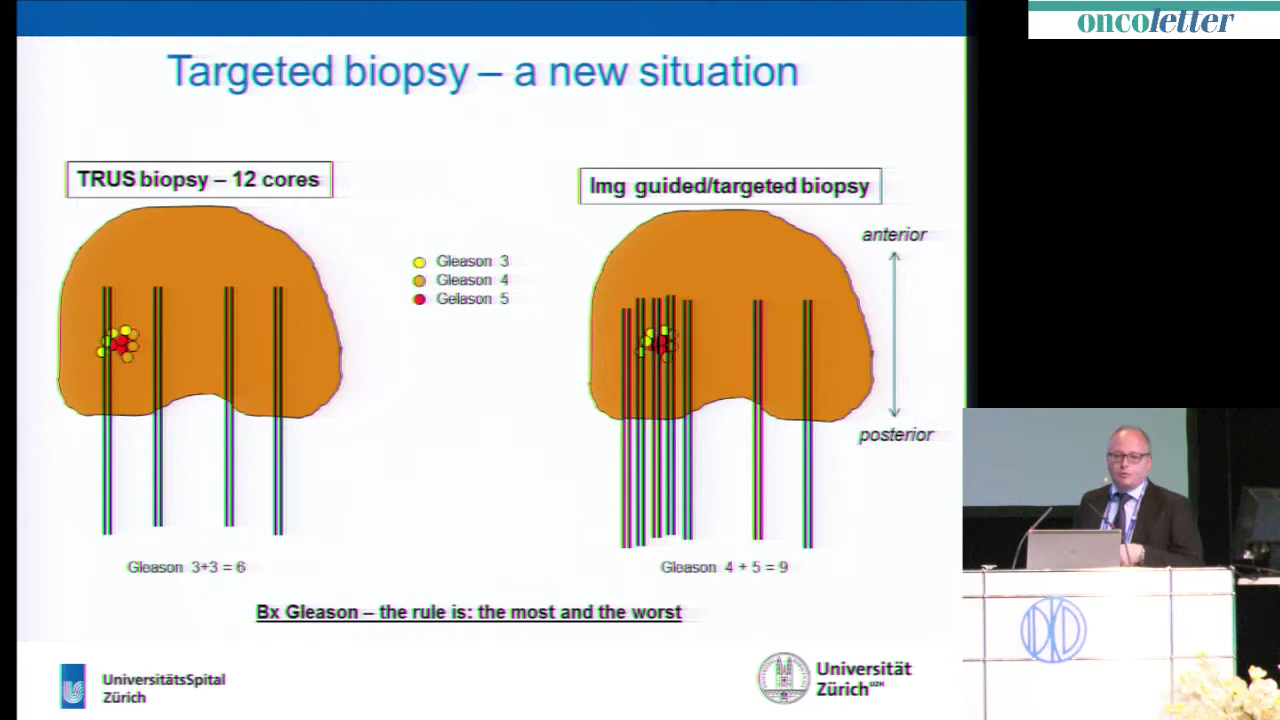 oncoletter
Targeted biopsy – a new situation
TRUS biopsy – 12 cores
Img guided/targeted biopsy
anterior
Gleason 3
Gleason 4
Gelason 5
posterior
Gleason 3+3 = 6
Gleason 4 + 5 = 9
Bx Gleason – the rule is: the most and the worst
UniversitätsSpital
Zürich
Universität
Zürich UZH
IDKD